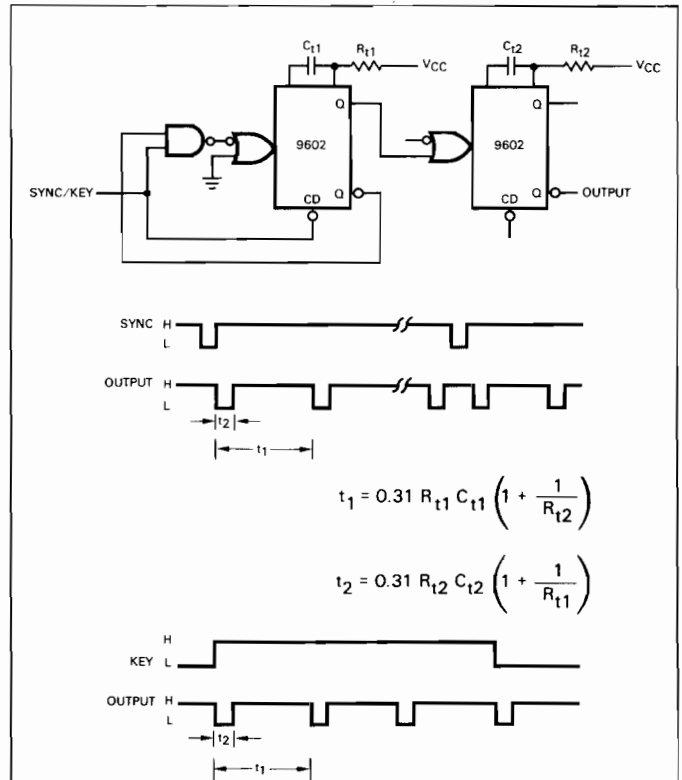 Ct1 Rt1 VCC Ct2 Rt2 VCC
Q Q
9602 9602
SYNC/KEY CD Q CD Q OUTPUT
SYNC H
L
OUTPUT H
L
t2
t1
t1 = 0.31 Rt1 Ct1 (1 + 1/Rt2)
t2 = 0.31 Rt2 Ct2 (1 + 1/Rt1)
H
KEY L
OUTPUT H
L
t2
t1